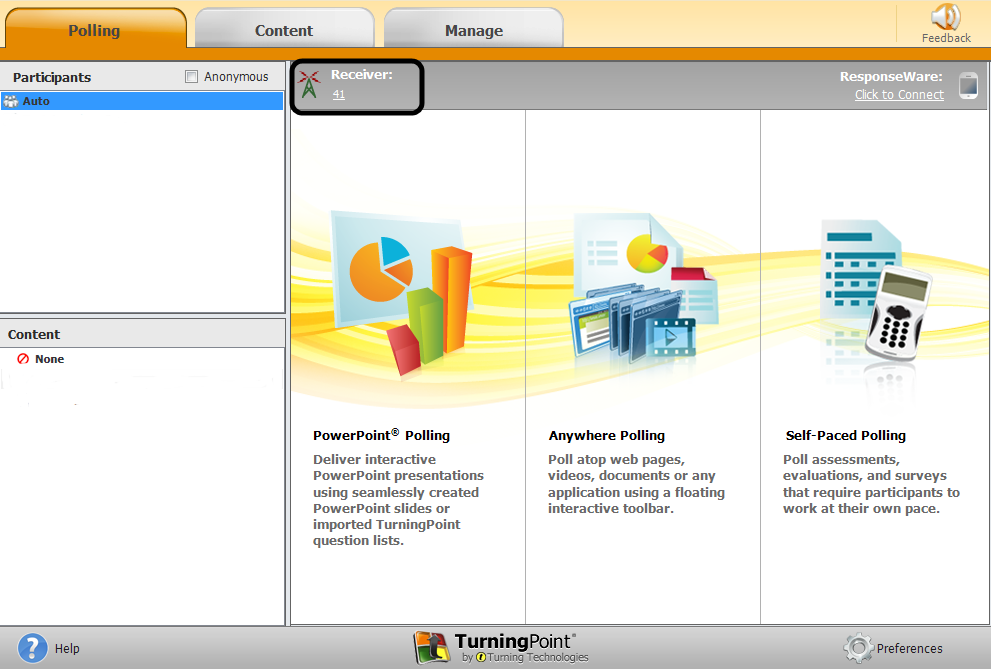 Polling
Content
Manage
Feedback
Participants
Anonymous
Auto
Receiver:
41
ResponseWare:
Click to Connect
Content
None
PowerPoint® Polling
Deliver interactive
PowerPoint presentations
using seamlessly created
PowerPoint slides or
imported TurningPoint
question lists.
Anywhere Polling
Poll atop web pages,
videos, documents or any
application using a floating
interactive toolbar.
Self-Paced Polling
Poll assessments,
evaluations, and surveys
that require participants to
work at their own pace.
? Help
TurningPoint®
by Turning Technologies
Preferences